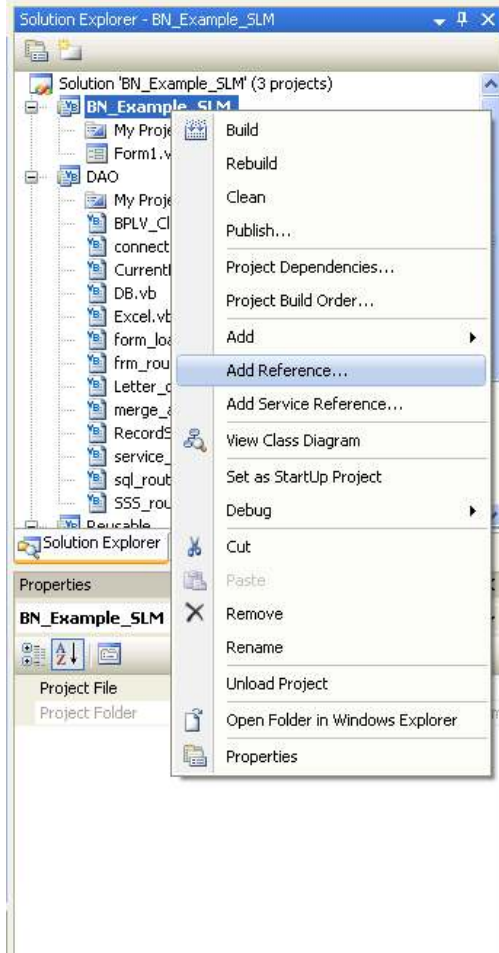 Solution Explorer - BN_Example_SLM
Solution 'BN_Example_SLM' (3 projects)
BN_Example_SLM
My Proje
Form1.v
DAO
My Proje
BPLV_Cl
connect
Current
DB.vb
Excel.vb
form_loa
frm_rou
Letter_
merge_a
RecordS
service_
sql_rout
SSS_rou
Reusable
Build
Rebuild
Clean
Publish...
Project Dependencies...
Project Build Order...
Add
Add Reference...
Add Service Reference...
View Class Diagram
Set as StartUp Project
Debug
Cut
Paste
Remove
Rename
Unload Project
Open Folder in Windows Explorer
Properties
Solution Explorer
Properties
BN_Example_SLM
Project File
Project Folder